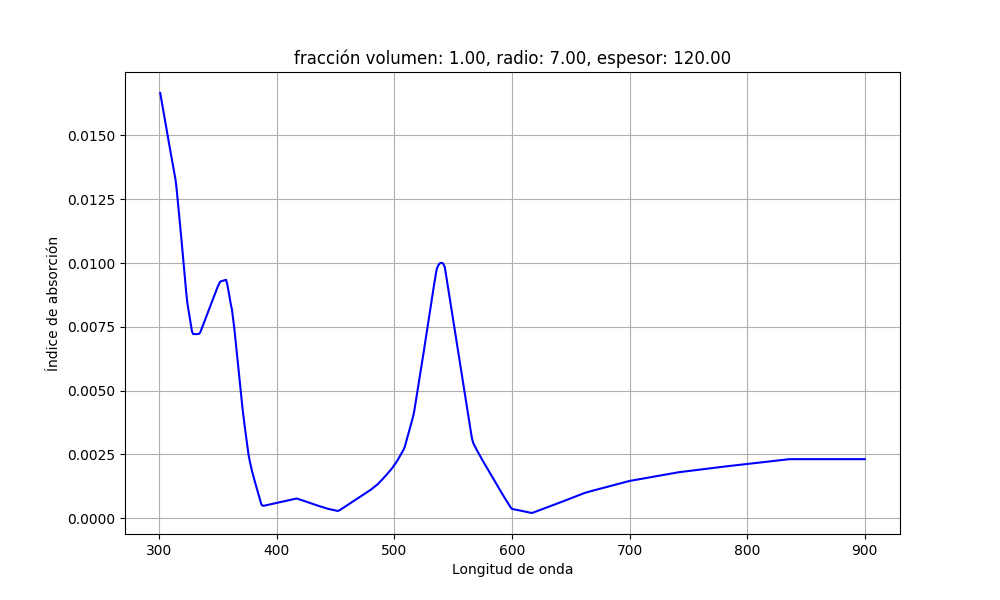 fracción volumen: 1.00, radio: 7.00, espesor: 120.00
Índice de absorción
0.0150
0.0125
0.0100
0.0075
0.0050
0.0025
0.0000
300 400 500 600 700 800 900
Longitud de onda